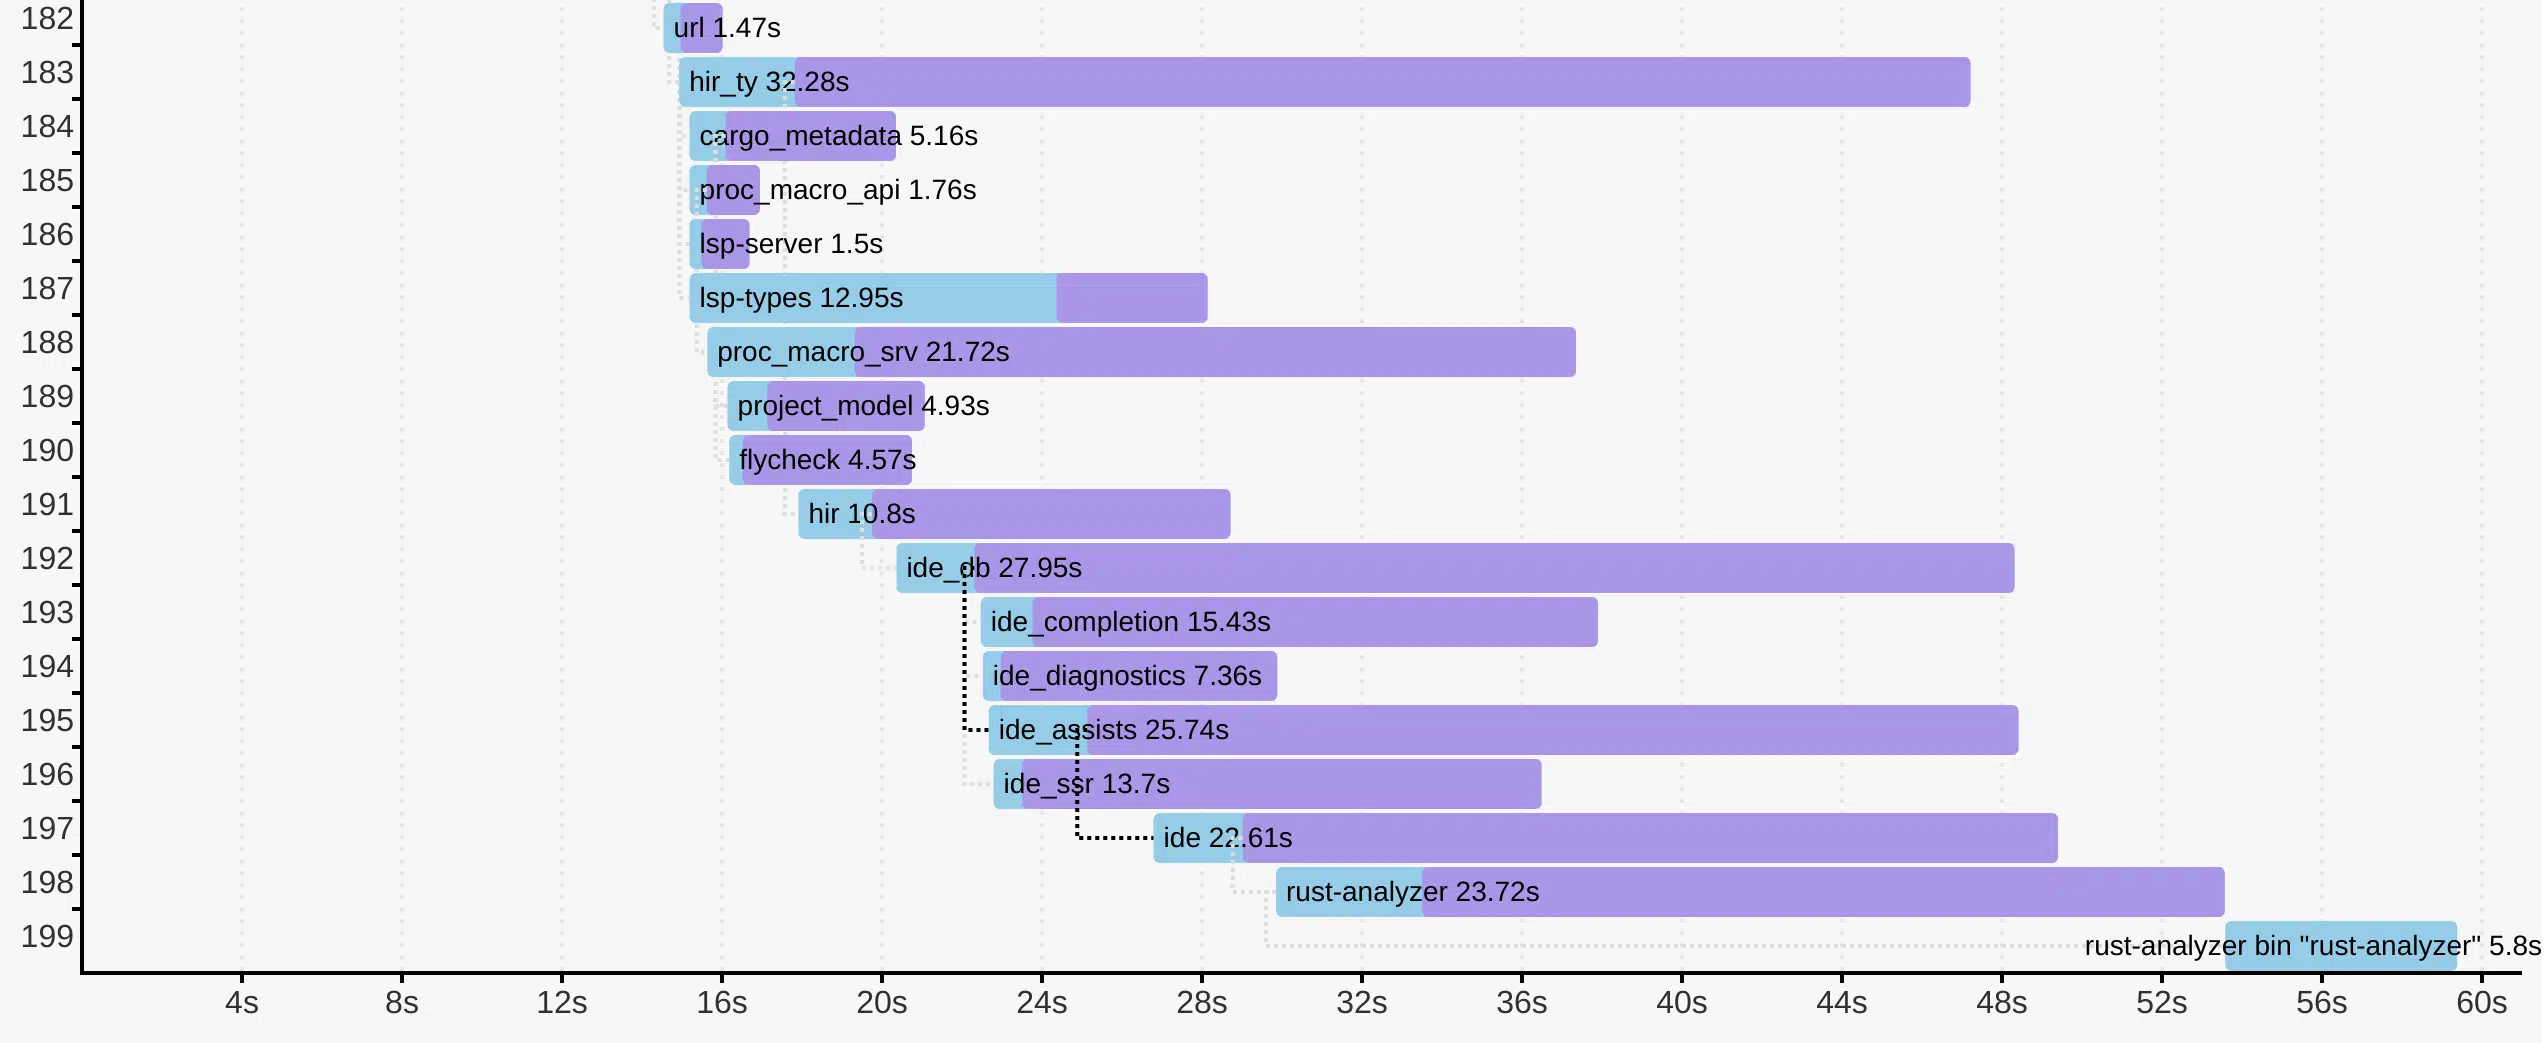 182
url 1.47s
183
hir_ty 32.28s
184
cargo_metadata 5.16s
185
proc_macro_api 1.76s
186
lsp-server 1.5s
187
lsp-types 12.95s
188
proc_macro_srv 21.72s
189
project_model 4.93s
190
flycheck 4.57s
191
hir 10.8s
192
ide_db 27.95s
193
ide_completion 15.43s
194
ide_diagnostics 7.36s
195
ide_assists 25.74s
196
ide_ssr 13.7s
197
ide 22.61s
198
rust-analyzer 23.72s
199
rust-analyzer bin "rust-analyzer" 5.8s
4s 8s 12s 16s 20s 24s 28s 32s 36s 40s 44s 48s 52s 56s 60s